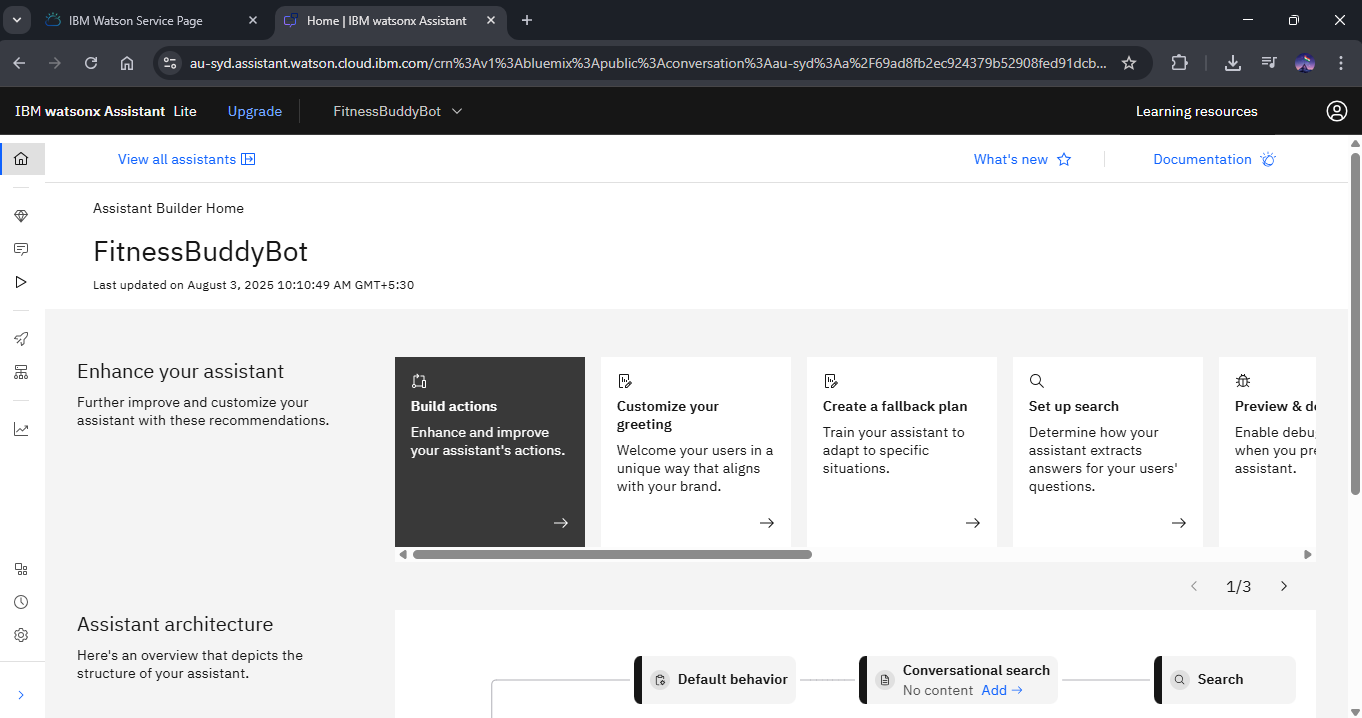 IBM Watson Service Page
Home | IBM watsonx Assistant
au-syd.assistant.watson.cloud.ibm.com/crn%3Av1%3Abluemix%3Apublic%3Aconversation%3Aau-syd%3Aa%2F69ad8fb2ec924379b52908fed91dcb...
IBM watsonx Assistant Lite
Upgrade
FitnessBuddyBot
Learning resources
View all assistants
What's new
Documentation
Assistant Builder Home
FitnessBuddyBot
Last updated on August 3, 2025 10:10:49 AM GMT+5:30
Enhance your assistant
Further improve and customize your
assistant with these recommendations.
Build actions
Enhance and improve
your assistant's actions.
Customize your
greeting
Welcome your users in a
unique way that aligns
with your brand.
Create a fallback plan
Train your assistant to
adapt to specific
situations.
Set up search
Determine how your
assistant extracts
answers for your users'
questions.
Preview & de
Enable debu
when you pre
assistant.
1/3
Assistant architecture
Here's an overview that depicts the
structure of your assistant.
Default behavior
Conversational search
No content Add →
Search